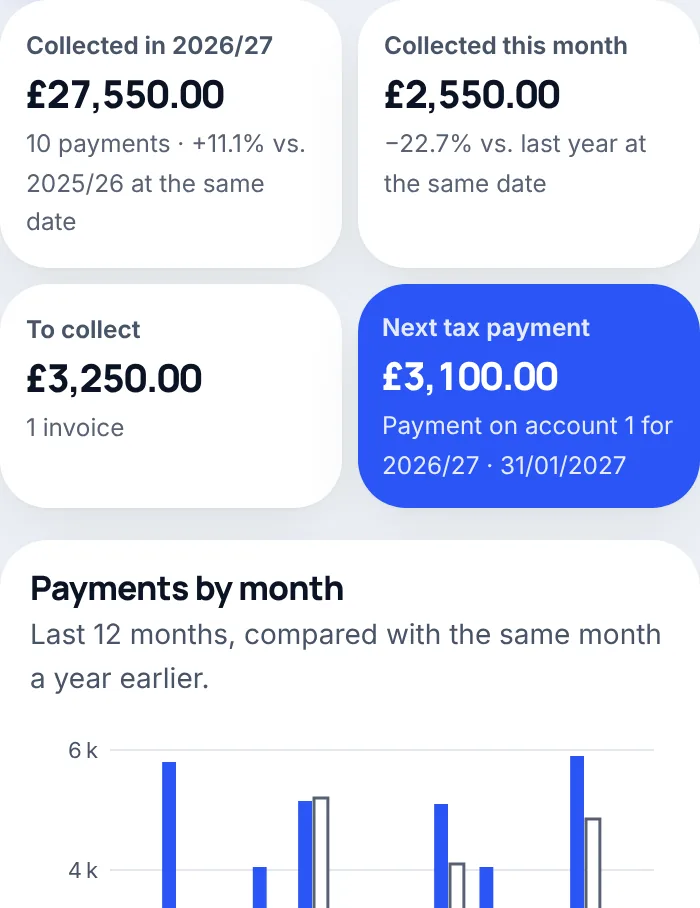 Collected in 2026/27
£27,550.00
10 payments · +11.1% vs.
2025/26 at the same
date
Collected this month
£2,550.00
−22.7% vs. last year at
the same date
To collect
£3,250.00
1 invoice
Next tax payment
£3,100.00
Payment on account 1 for
2026/27 · 31/01/2027
Payments by month
Last 12 months, compared with the same month
a year earlier.
6 k
4 k